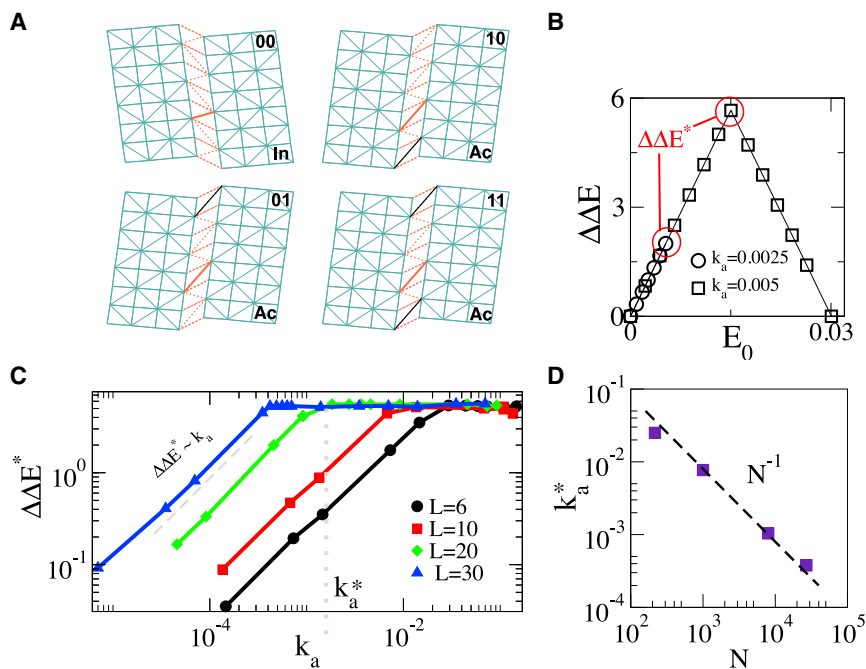 A
00
In
10
Ac
01
Ac
11
Ac
B
ΔΔE
6
3
0
ΔΔE*
k_a=0.0025
k_a=0.005
0
E_0
0.03
C
ΔΔE*
10^0
10^-1
ΔΔE* ~ k_a
L=6
L=10
L=20
L=30
k_a*
10^-4
10^-2
k_a
D
k_a*
10^-1
10^-2
10^-3
10^-4
N^-1
10^2
10^3
10^4
10^5
N